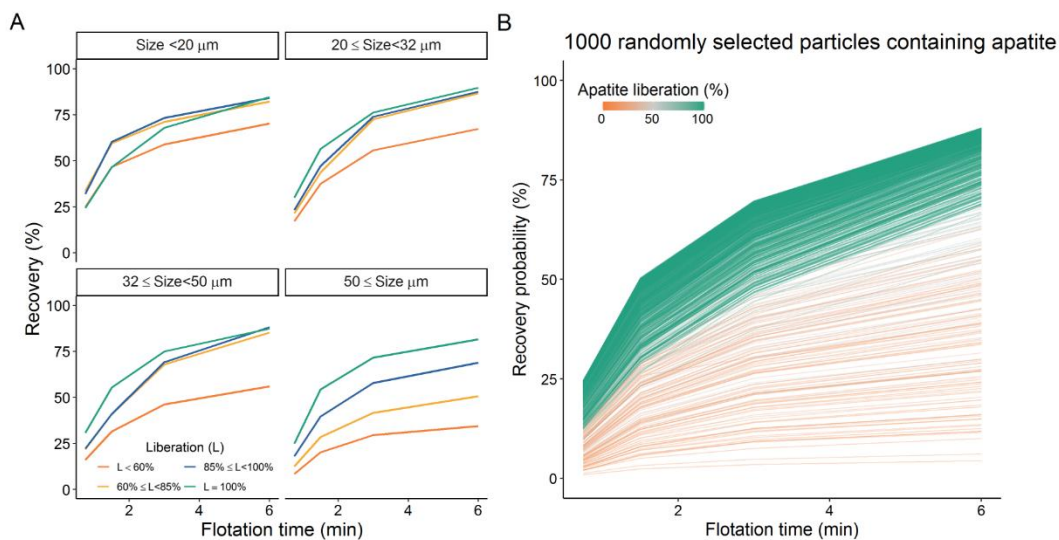 A
Size <20 μm
20 ≤ Size<32 μm
Recovery (%)
100
75
50
25
0
32 ≤ Size<50 μm
50 ≤ Size μm
100
75
50
25
0
Liberation (L)
L < 60%
85% ≤ L<100%
60% ≤ L<85%
L = 100%
2
4
6
2
4
6
Flotation time (min)
B
1000 randomly selected particles containing apatite
Recovery probability (%)
100
75
50
25
0
Apatite liberation (%)
0
50
100
2
4
6
Flotation time (min)